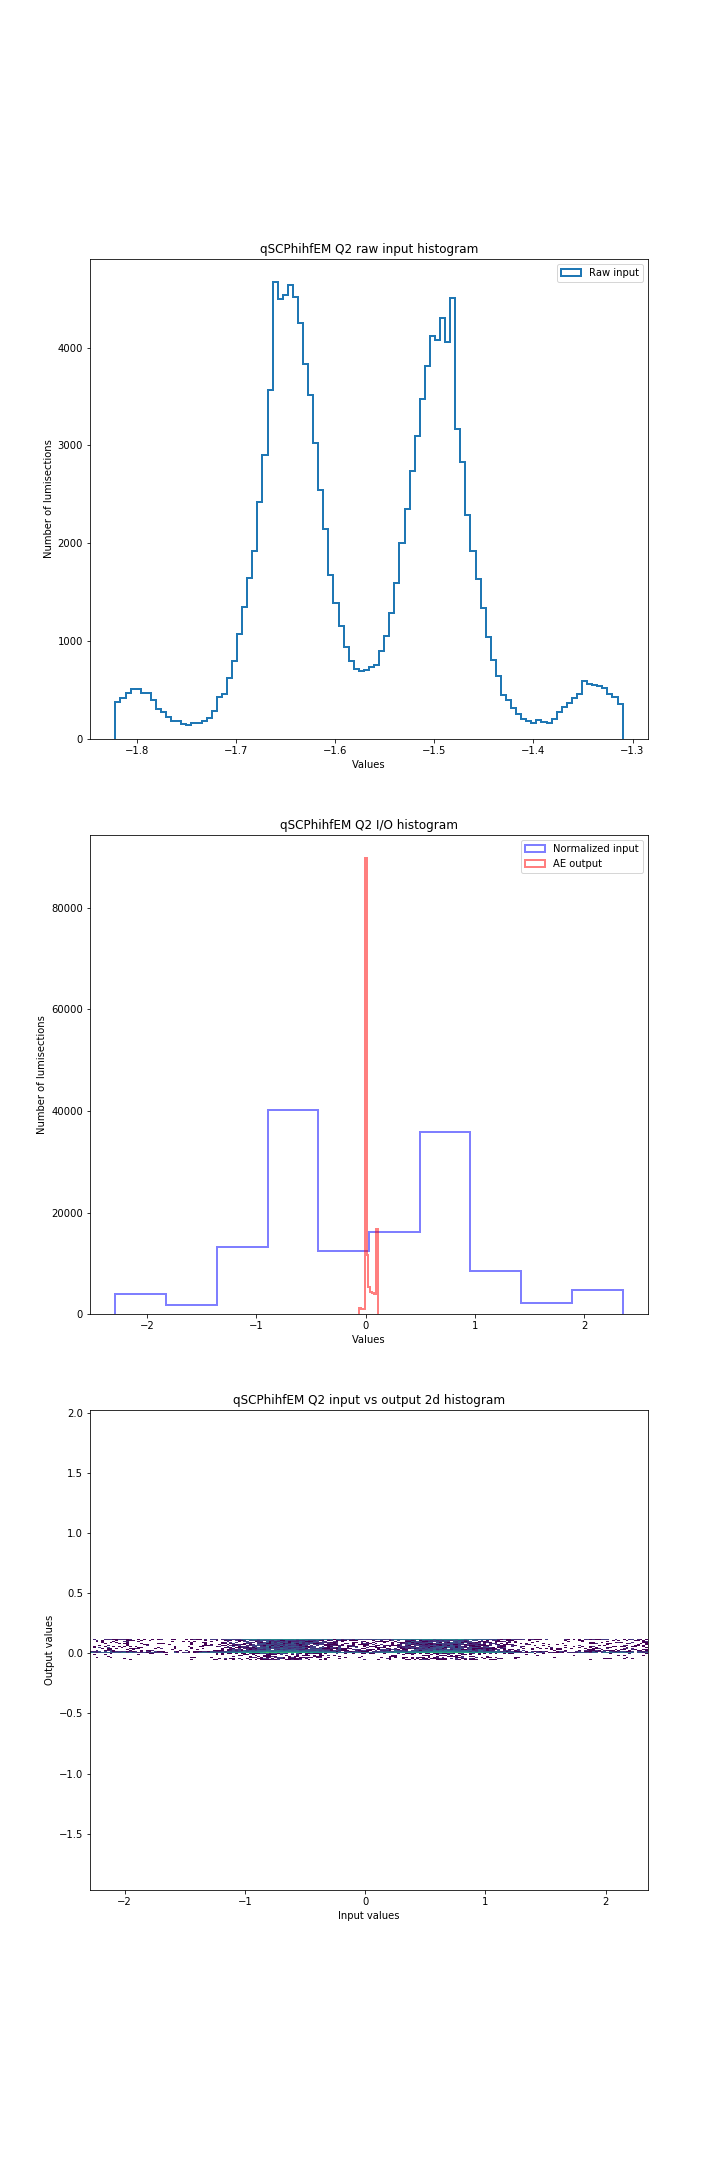 qSCPhihfEM Q2 raw input histogram
Raw input
Number of lumisections
4000
3000
2000
1000
0
−1.8 −1.7 −1.6 −1.5 −1.4 −1.3
Values
qSCPhihfEM Q2 I/O histogram
Normalized input
AE output
Number of lumisections
80000
60000
40000
20000
0
−2 −1 0 1 2
Values
qSCPhihfEM Q2 input vs output 2d histogram
Output values
2.0
1.5
1.0
0.5
0.0
−0.5
−1.0
−1.5
−2 −1 0 1 2
Input values